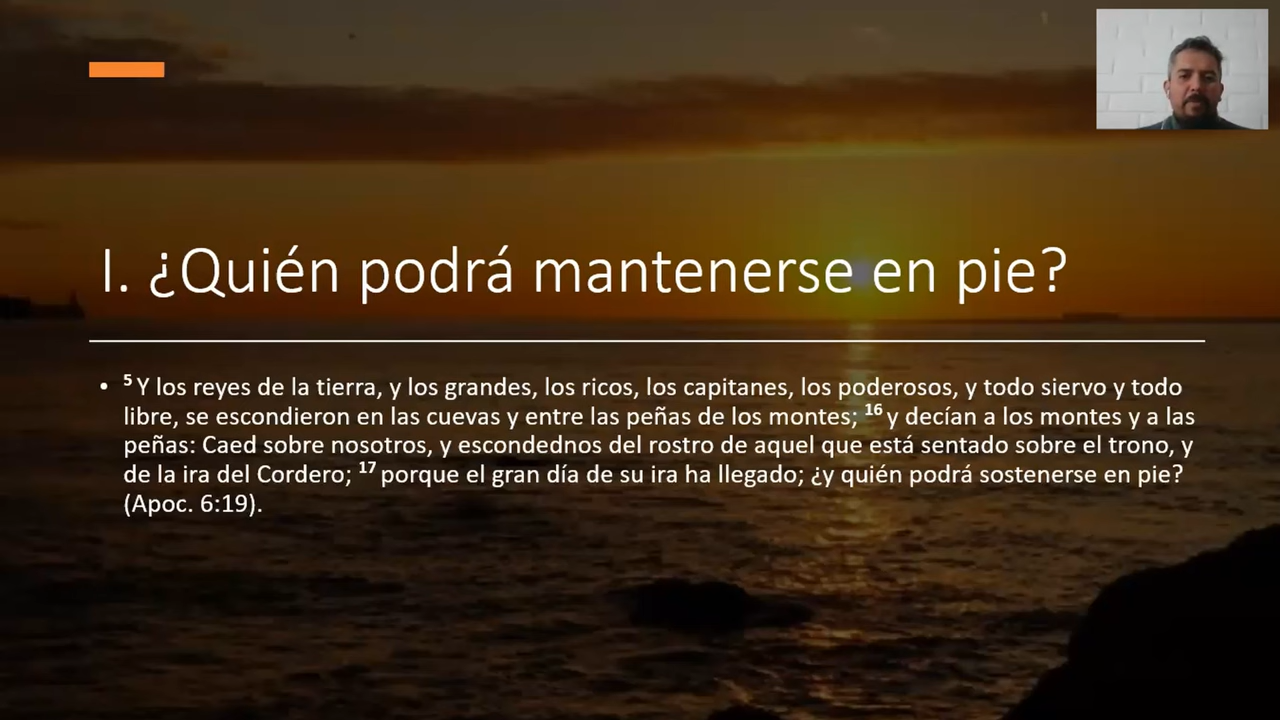 I. ¿Quién podrá mantenerse en pie?
• ⁵ Y los reyes de la tierra, y los grandes, los ricos, los capitanes, los poderosos, y todo siervo y todo
libre, se escondieron en las cuevas y entre las peñas de los montes; ¹⁶ y decían a los montes y a las
peñas: Caed sobre nosotros, y escondednos del rostro de aquel que está sentado sobre el trono, y
de la ira del Cordero; ¹⁷ porque el gran día de su ira ha llegado; ¿y quién podrá sostenerse en pie?
(Apoc. 6:19).